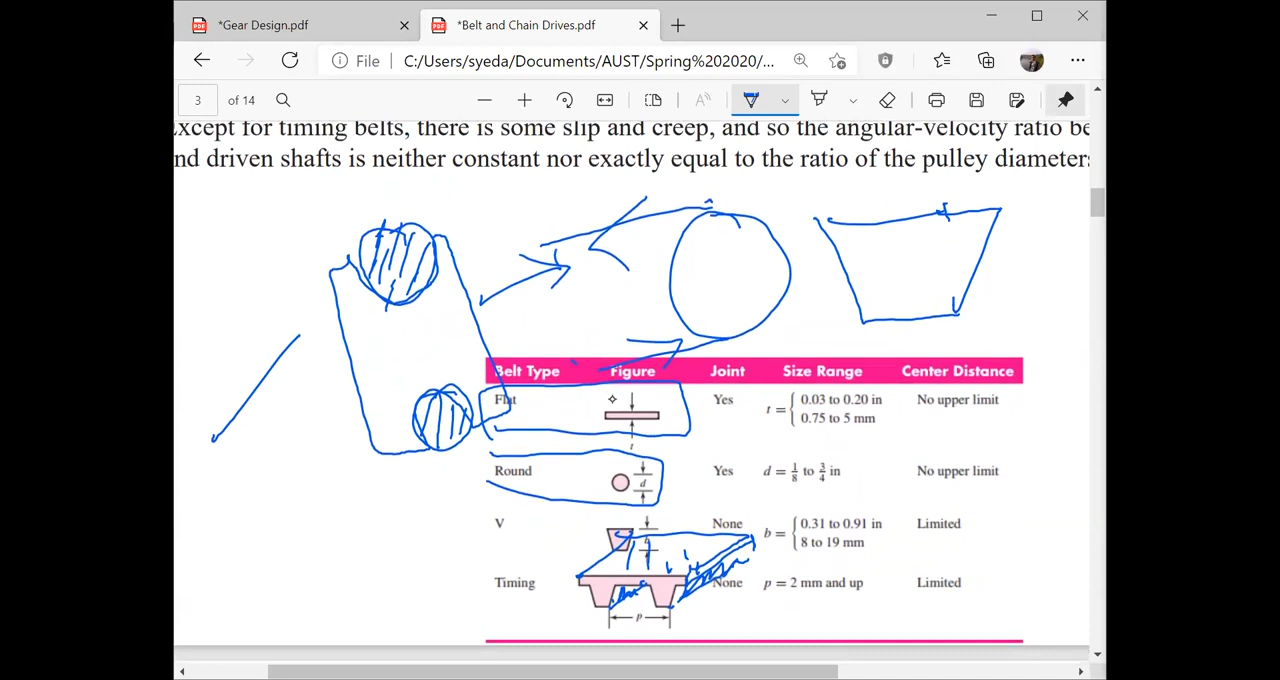 *Gear Design.pdf
*Belt and Chain Drives.pdf
File C:/Users/syeda/Documents/AUST/Spring%202020/...
3 of 14
Except for timing belts, there is some slip and creep, and so the angular-velocity ratio be
nd driven shafts is neither constant nor exactly equal to the ratio of the pulley diameter
Belt Type Figure Joint Size Range Center Distance
Flat t Yes t = { 0.03 to 0.20 in No upper limit
0.75 to 5 mm
Round d Yes d = 1/8 to 3/4 in No upper limit
V None b = { 0.31 to 0.91 in Limited
8 to 19 mm
Timing None p = 2 mm and up Limited
p